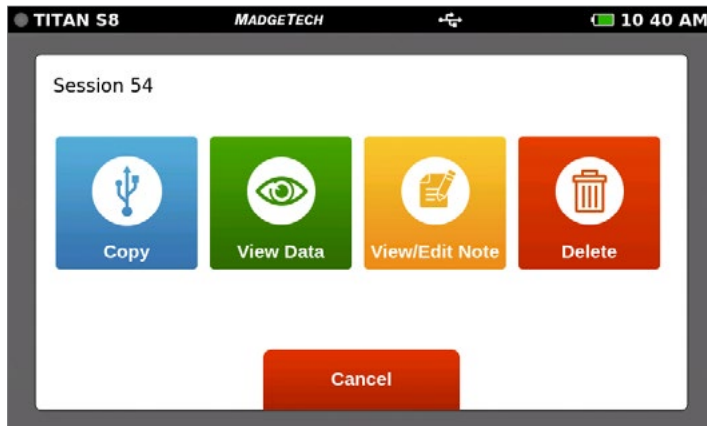 TITAN S8 MADGETECH 10 40 AM
Session 54
Copy View Data View/Edit Note Delete
Cancel